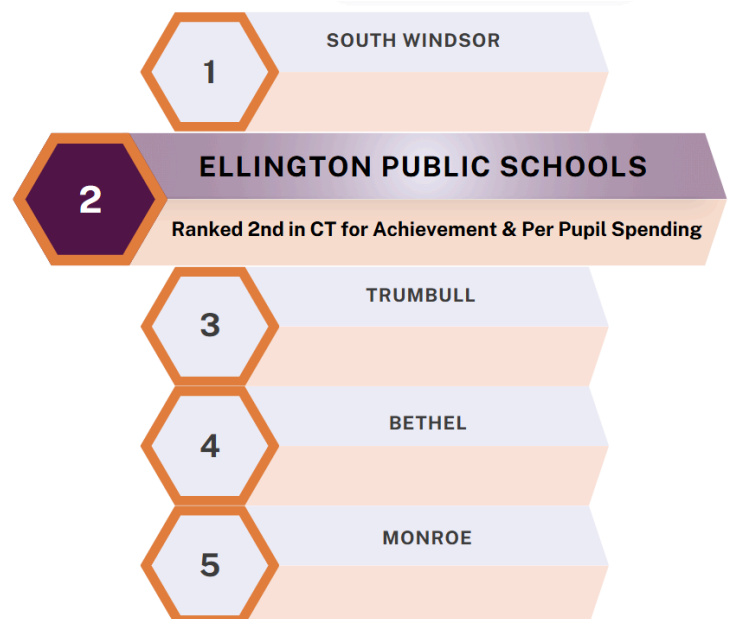 1
SOUTH WINDSOR
2
ELLINGTON PUBLIC SCHOOLS
Ranked 2nd in CT for Achievement & Per Pupil Spending
3
TRUMBULL
4
BETHEL
5
MONROE